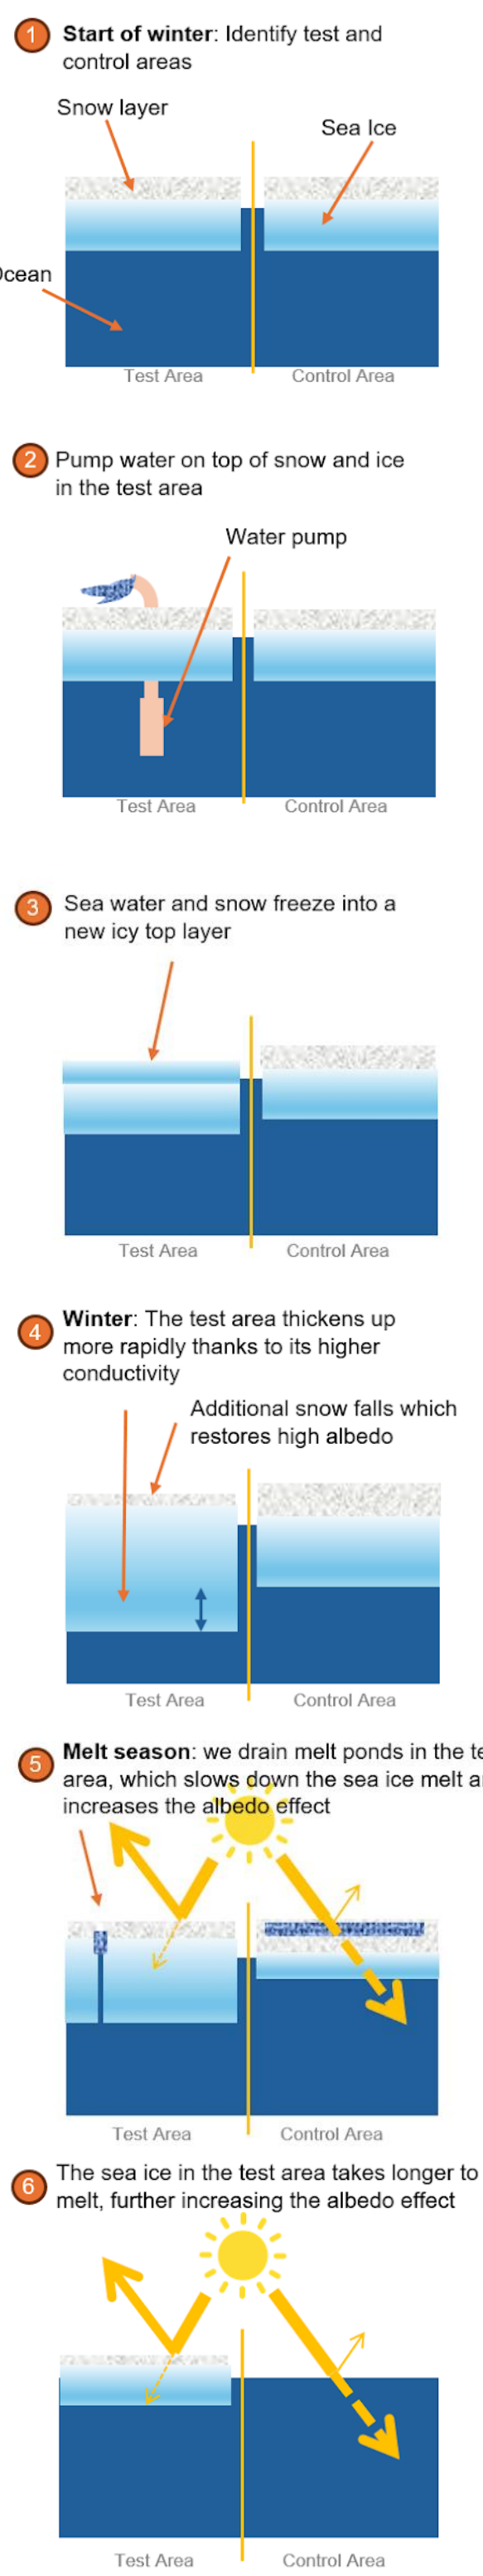 1 Start of winter: Identify test and
control areas
Snow layer
Sea Ice
Ocean
Test Area Control Area
2 Pump water on top of snow and ice
in the test area
Water pump
Test Area Control Area
3 Sea water and snow freeze into a
new icy top layer
Test Area Control Area
4 Winter: The test area thickens up
more rapidly thanks to its higher
conductivity
Additional snow falls which
restores high albedo
Test Area Control Area
5 Melt season: we drain melt ponds in the
area, which slows down the sea ice melt
increases the albedo effect
Test Area Control Area
6 The sea ice in the test area takes longer to
melt, further increasing the albedo effect
Test Area Control Area